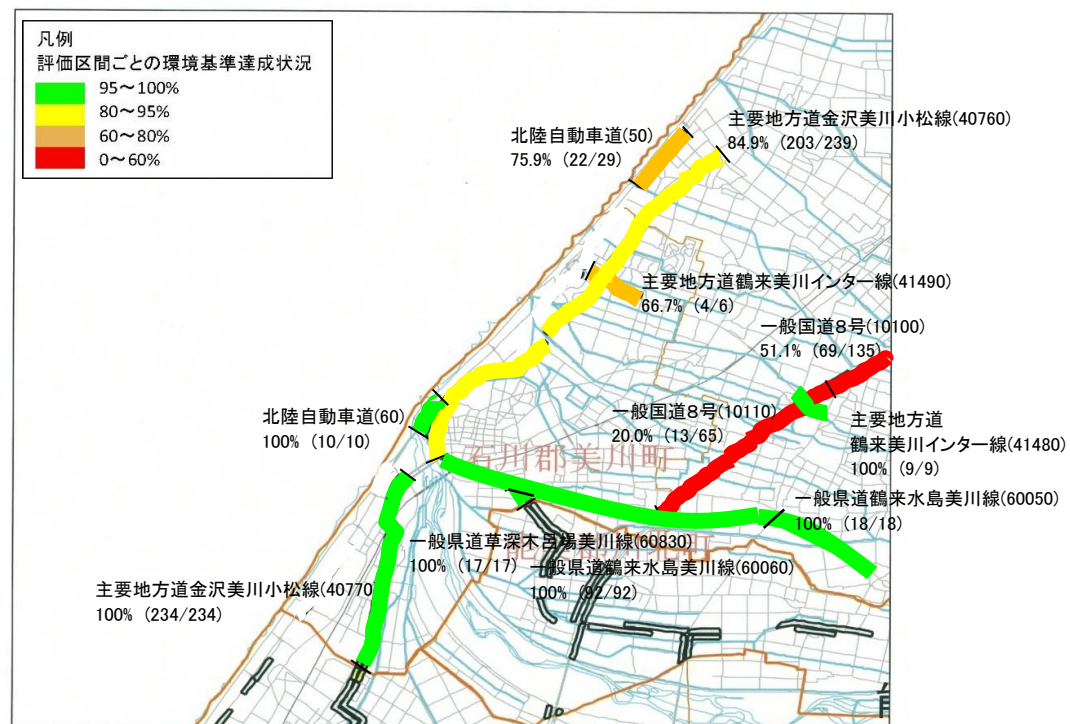 凡例
評価区間ごとの環境基準達成状況
95～100%
80～95%
60～80%
0～60%
北陸自動車道(50)
75.9% (22/29)
主要地方道金沢美川小松線(40760)
84.9% (203/239)
主要地方道鶴来美川インター線(41490)
66.7% (4/6)
一般国道８号(10100)
51.1% (69/135)
北陸自動車道(60)
100% (10/10)
一般国道８号(10110)
20.0% (13/65)
主要地方道
鶴来美川インター線(41480)
100% (9/9)
石川郡美川町
一般県道鶴来水島美川線(60050)
100% (18/18)
一般県道草深木呂場美川線(60830)
100% (17/17)
一般県道鶴来水島美川線(60060)
100% (92/92)
主要地方道金沢美川小松線(40770)
100% (234/234)